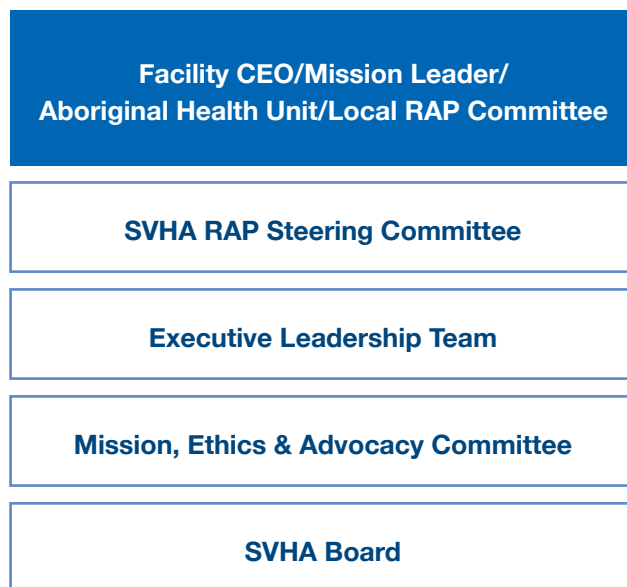 Facility CEO/Mission Leader/
Aboriginal Health Unit/Local RAP Committee
SVHA RAP Steering Committee
Executive Leadership Team
Mission, Ethics & Advocacy Committee
SVHA Board